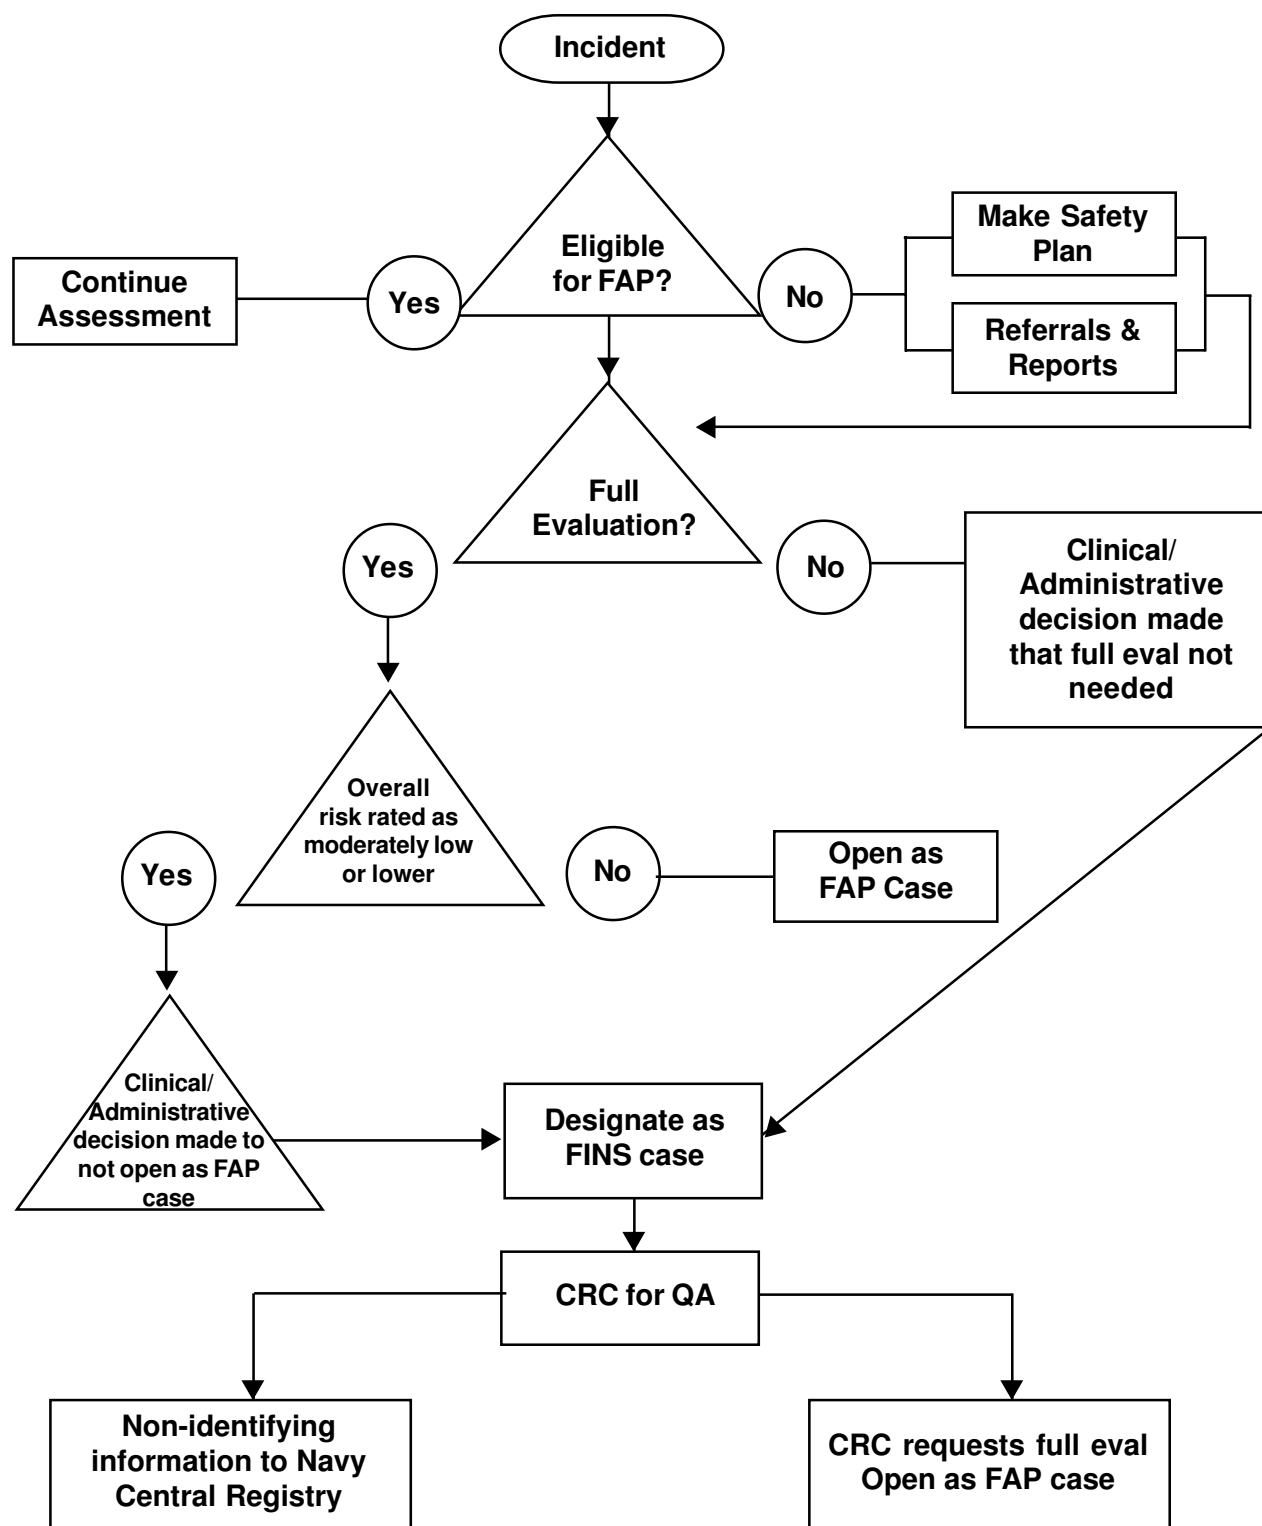 Incident
Eligible
for FAP?
Yes
Continue
Assessment
No
Make Safety
Plan
Referrals &
Reports
Full
Evaluation?
Yes
No
Clinical/
Administrative
decision made
that full eval not
needed
Overall
risk rated as
moderately low
or lower
Yes
No
Open as
FAP Case
Clinical/
Administrative
decision made to
not open as FAP
case
Designate as
FINS case
CRC for QA
Non-identifying
information to Navy
Central Registry
CRC requests full eval
Open as FAP case